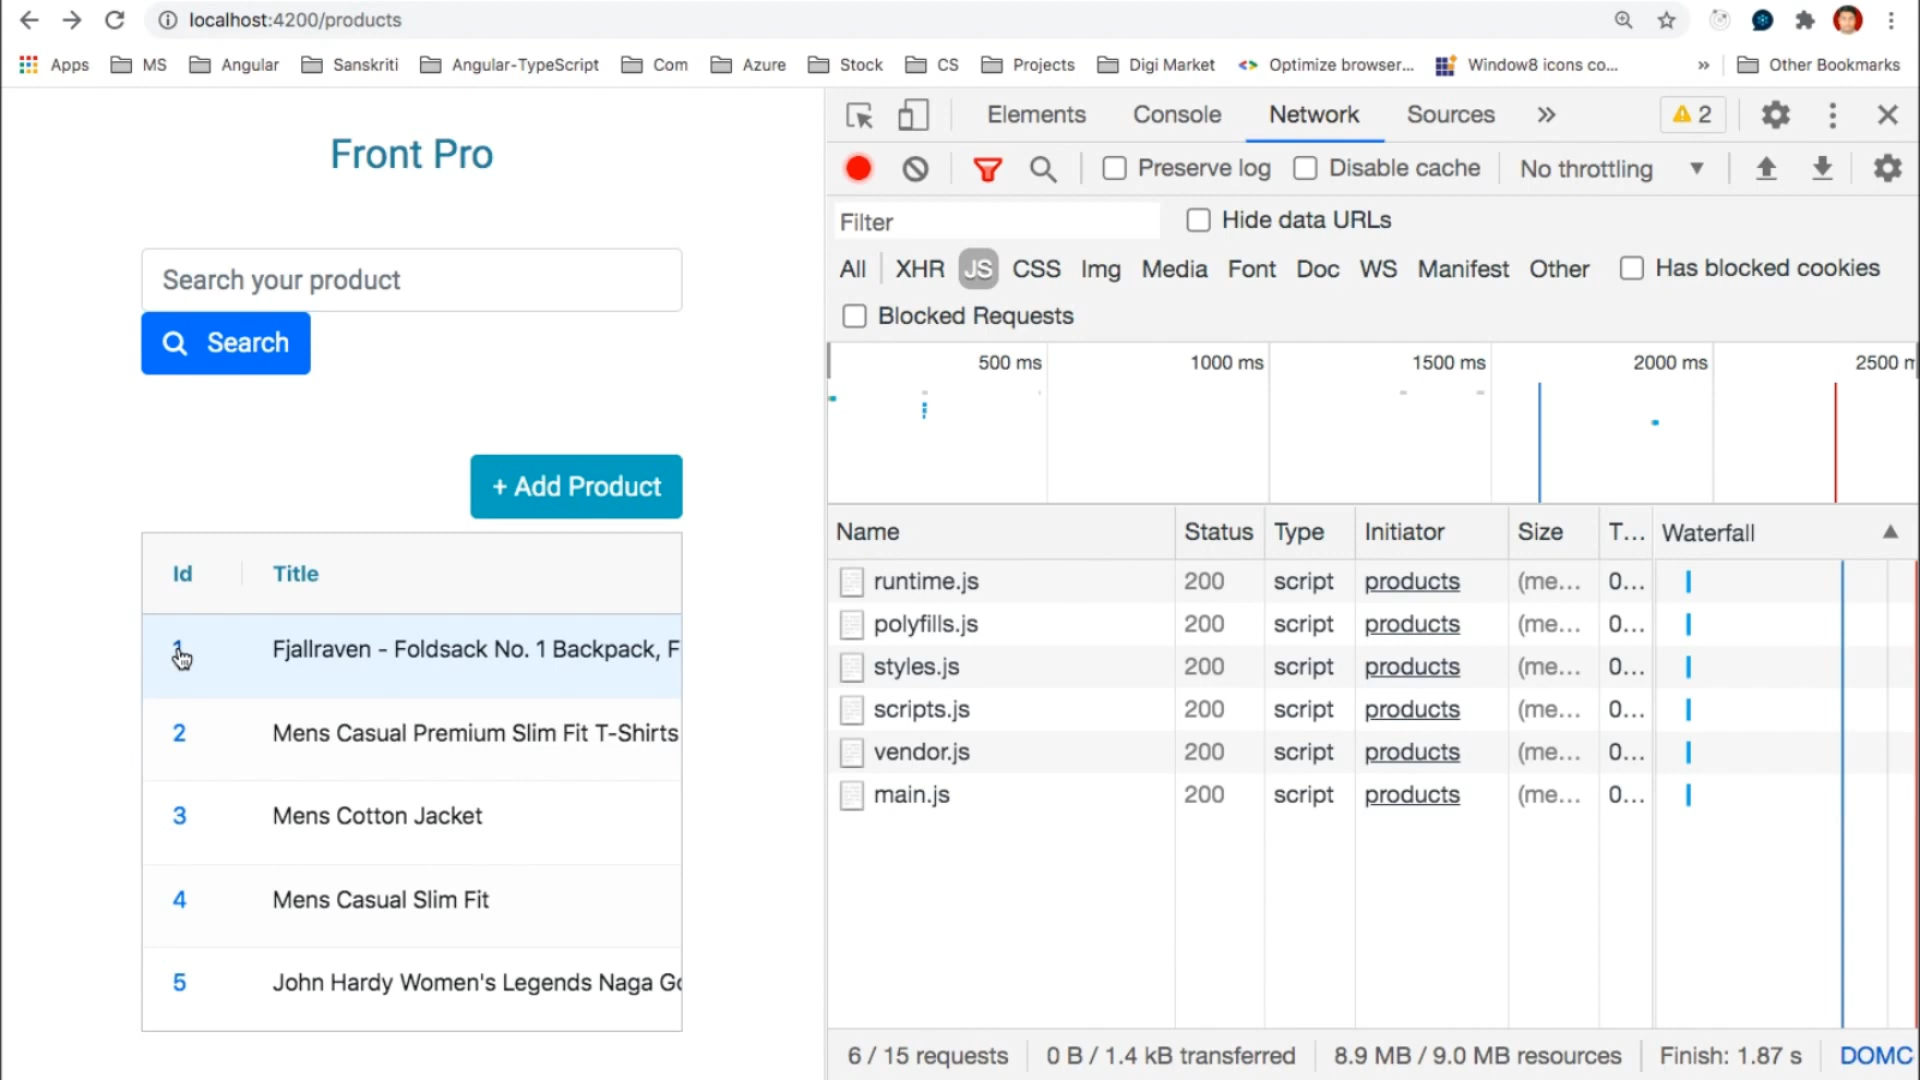 localhost:4200/products
Apps MS Angular Sanskriti Angular-TypeScript Com Azure Stock CS Projects Digi Market Optimize browser... Window8 icons co... » Other Bookmarks
Front Pro
Search your product
Search
+ Add Product
Id Title
1 Fjallraven - Foldsack No. 1 Backpack, F
2 Mens Casual Premium Slim Fit T-Shirts
3 Mens Cotton Jacket
4 Mens Casual Slim Fit
5 John Hardy Women's Legends Naga Go
Elements Console Network Sources » 2
Preserve log Disable cache No throttling
Filter Hide data URLs
All XHR JS CSS Img Media Font Doc WS Manifest Other Has blocked cookies
Blocked Requests
500 ms 1000 ms 1500 ms 2000 ms 2500 m
Name Status Type Initiator Size T... Waterfall
runtime.js 200 script products (me... 0...
polyfills.js 200 script products (me... 0...
styles.js 200 script products (me... 0...
scripts.js 200 script products (me... 0...
vendor.js 200 script products (me... 0...
main.js 200 script products (me... 0...
6 / 15 requests 0 B / 1.4 kB transferred 8.9 MB / 9.0 MB resources Finish: 1.87 s DOMC